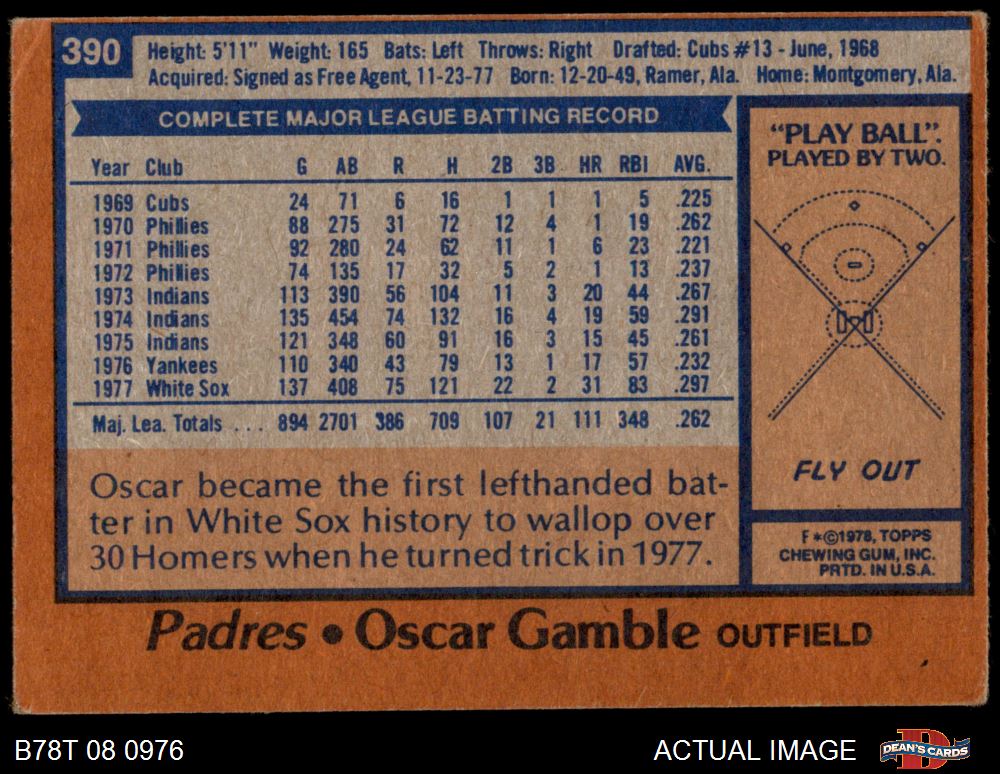 390
Height: 5'11" Weight: 165 Bats: Left Throws: Right Drafted: Cubs #13 - June, 1968
Acquired: Signed as Free Agent, 11-23-77 Born: 12-20-49, Ramer, Ala. Home: Montgomery, Ala.
COMPLETE MAJOR LEAGUE BATTING RECORD
Year Club G AB R H 2B 3B HR RBI AVG.
1969 Cubs 24 71 6 16 1 1 1 5 .225
1970 Phillies 88 275 31 72 12 4 1 19 .262
1971 Phillies 92 280 24 62 11 1 6 23 .221
1972 Phillies 74 135 17 32 5 2 1 13 .237
1973 Indians 113 390 56 104 11 3 20 44 .267
1974 Indians 135 454 74 132 16 4 19 59 .291
1975 Indians 121 348 60 91 16 3 15 45 .261
1976 Yankees 110 340 43 79 13 1 17 57 .232
1977 White Sox 137 408 75 121 22 2 31 83 .297
Maj. Lea. Totals . . . 894 2701 386 709 107 21 111 348 .262
Oscar became the first lefthanded bat-
ter in White Sox history to wallop over
30 Homers when he turned trick in 1977.
"PLAY BALL".
PLAYED BY TWO.
FLY OUT
F *©1978, TOPPS
CHEWING GUM, INC.
PRTD. IN U.S.A.
Padres • Oscar Gamble OUTFIELD
B78T 08 0976
ACTUAL IMAGE
D
DEAN'S CARDS